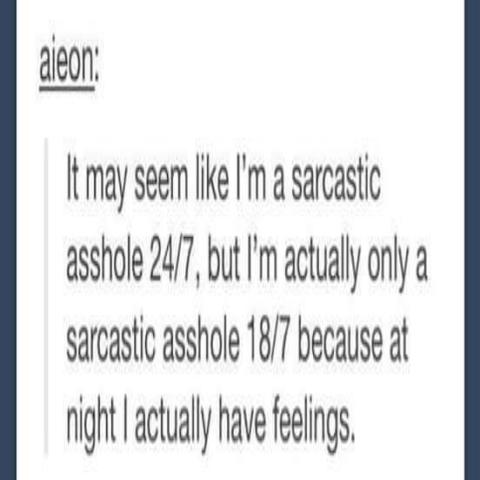 aieon:
It may seem like I'm a sarcastic
asshole 24/7, but I'm actually only a
sarcastic asshole 18/7 because at
night I actually have feelings.